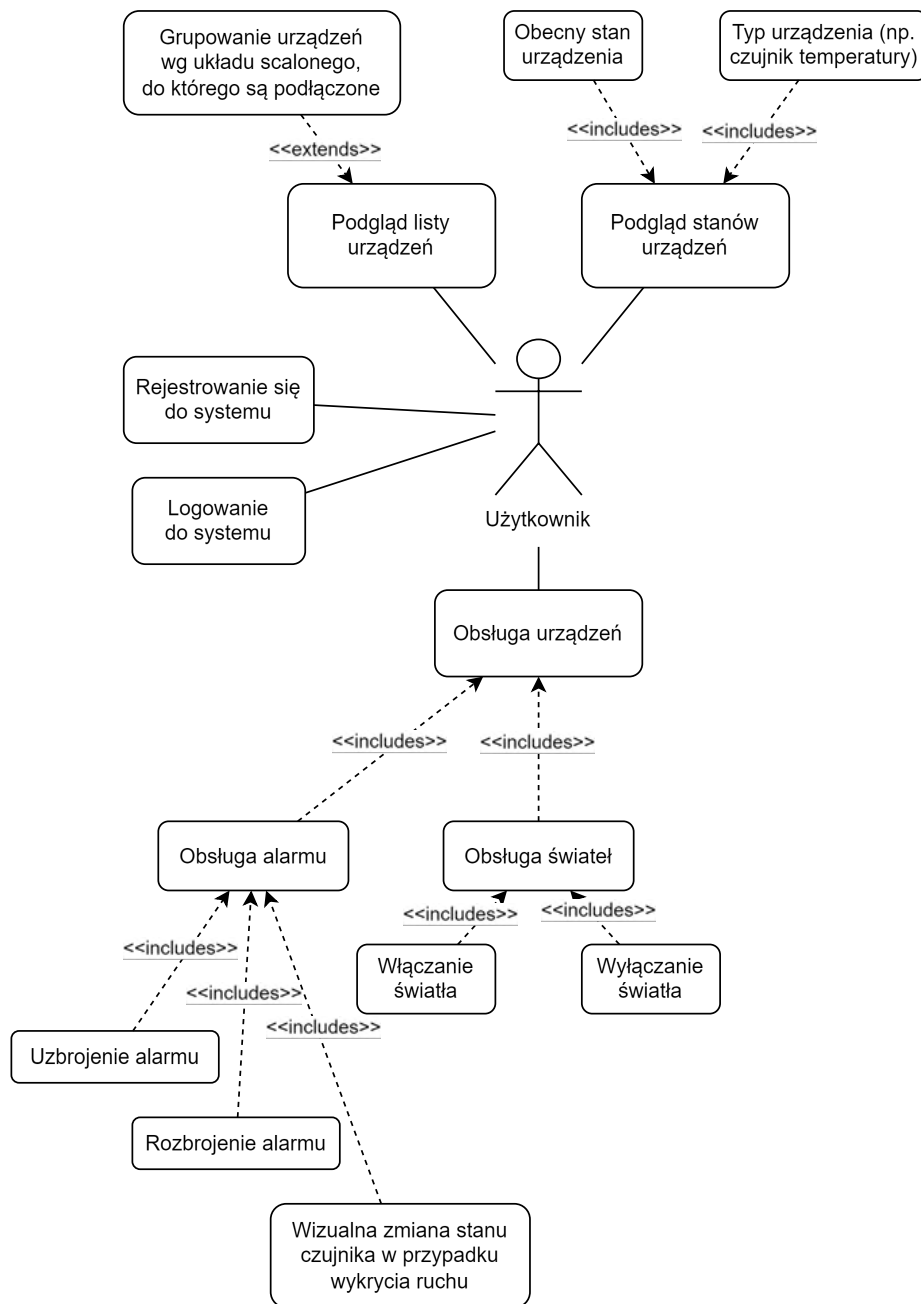 Grupowanie urządzeń
wg układu scalonego,
do którego są podłączone
Obecny stan
urządzenia
Typ urządzenia (np.
czujnik temperatury)
<<extends>>
<<includes>>
<<includes>>
Podgląd listy
urządzeń
Podgląd stanów
urządzeń
Rejestrowanie się
do systemu
Logowanie
do systemu
Użytkownik
Obsługa urządzeń
<<includes>>
<<includes>>
Obsługa alarmu
Obsługa świateł
<<includes>>
<<includes>>
<<includes>>
<<includes>>
<<includes>>
Włączanie
światła
Wyłączanie
światła
Uzbrojenie alarmu
Rozbrojenie alarmu
Wizualna zmiana stanu
czujnika w przypadku
wykrycia ruchu